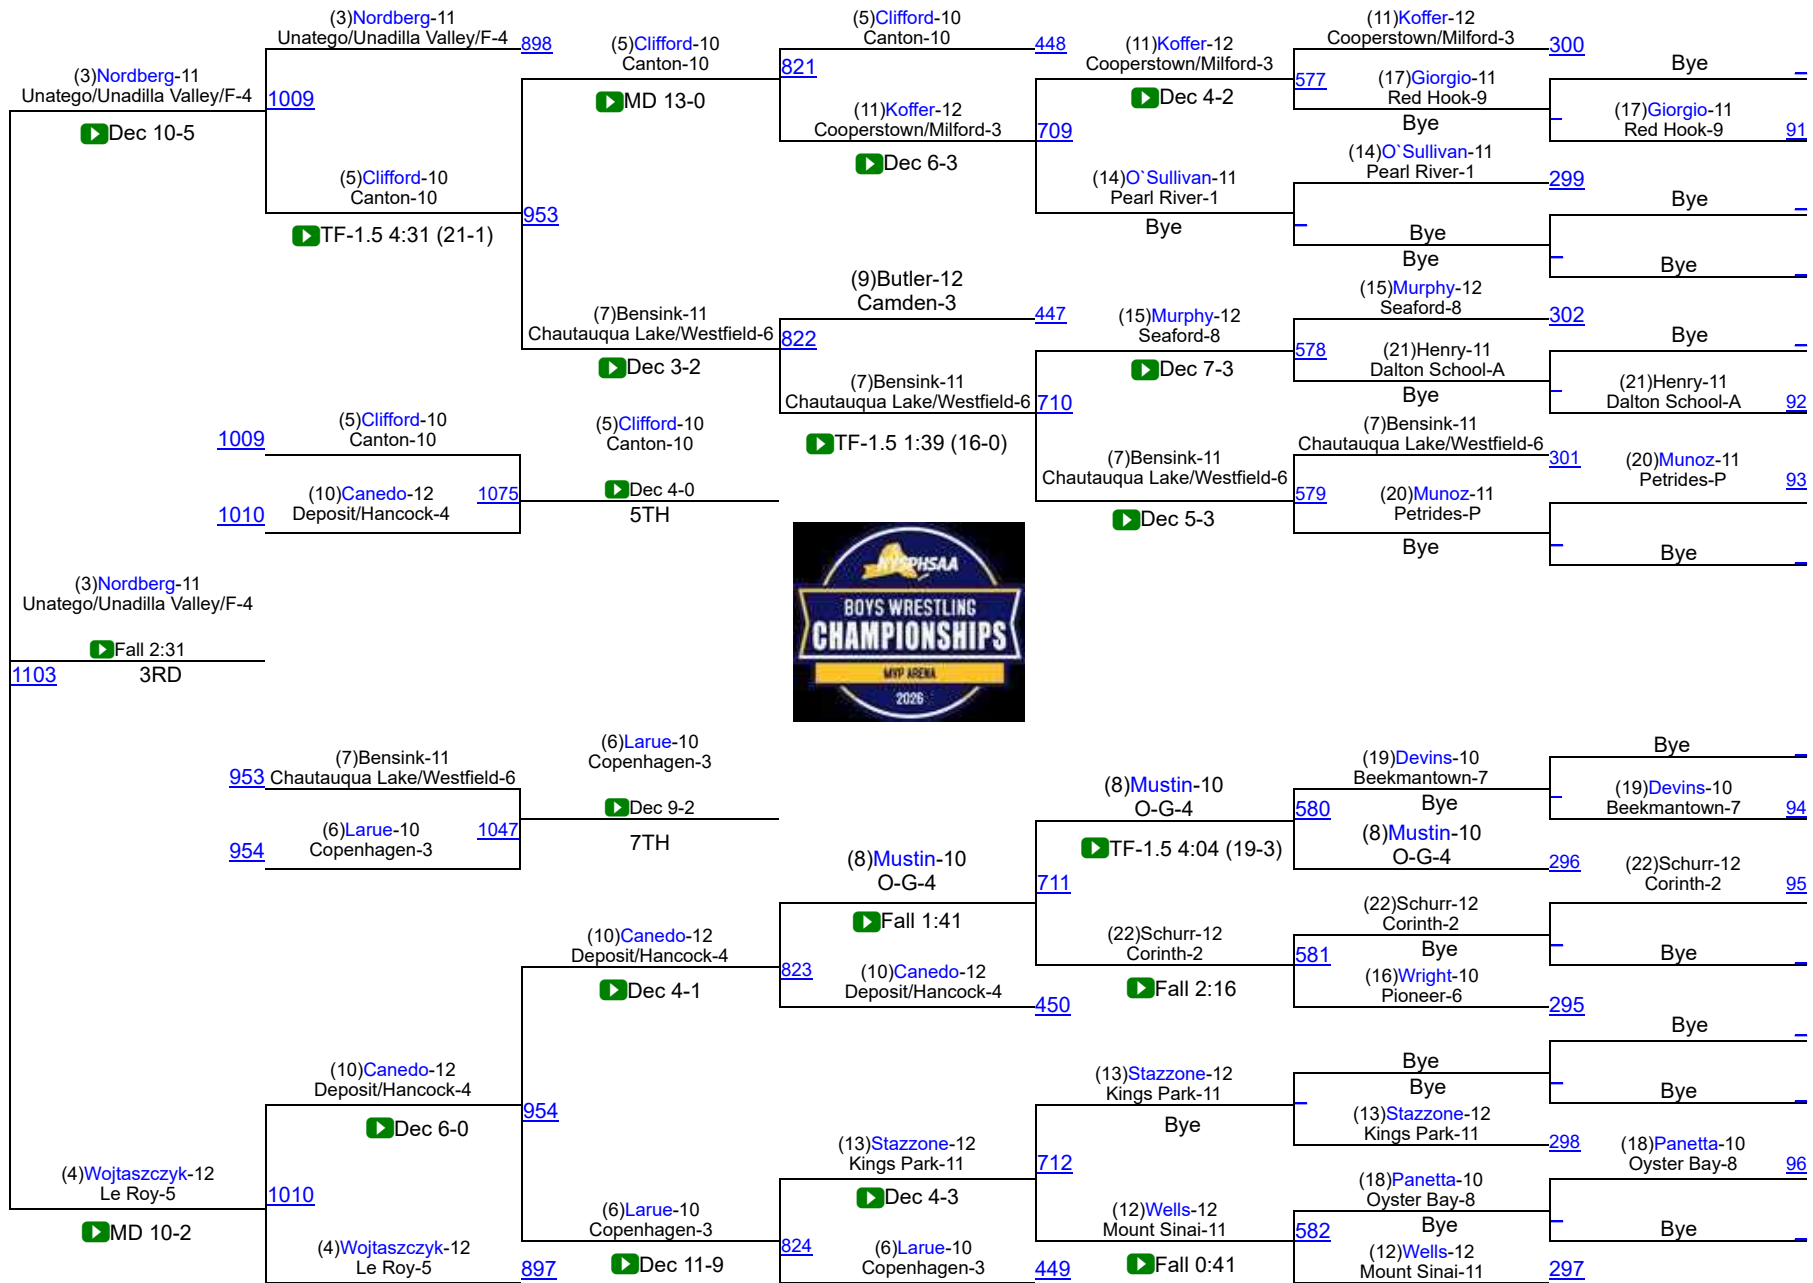 (3)Nordberg-11
Unatego/Unadilla Valley/F-4
898
(5)Clifford-10
Canton-10
(5)Clifford-10
Canton-10
448
(11)Koffer-12
Cooperstown/Milford-3
(11)Koffer-12
Cooperstown/Milford-3
300
Bye
(3)Nordberg-11
Unatego/Unadilla Valley/F-4
1009
Dec 10-5
MD 13-0
821
(11)Koffer-12
Cooperstown/Milford-3
709
Dec 6-3
Dec 4-2
577
(17)Giorgio-11
Red Hook-9
Bye
(17)Giorgio-11
Red Hook-9
91
(5)Clifford-10
Canton-10
953
TF-1.5 4:31 (21-1)
(14)O`Sullivan-11
Pearl River-1
Bye
(14)O`Sullivan-11
Pearl River-1
299
Bye
Bye
Bye
Bye
(7)Bensink-11
Chautauqua Lake/Westfield-6
Dec 3-2
(9)Butler-12
Camden-3
447
822
(7)Bensink-11
Chautauqua Lake/Westfield-6
710
TF-1.5 1:39 (16-0)
(15)Murphy-12
Seaford-8
Dec 7-3
(15)Murphy-12
Seaford-8
302
578
(21)Henry-11
Dalton School-A
Bye
Bye
(21)Henry-11
Dalton School-A
92
1009
(5)Clifford-10
Canton-10
(5)Clifford-10
Canton-10
1010
(10)Canedo-12
Deposit/Hancock-4
1075
Dec 4-0
5TH
(7)Bensink-11
Chautauqua Lake/Westfield-6
Dec 5-3
(7)Bensink-11
Chautauqua Lake/Westfield-6
301
579
(20)Munoz-11
Petrides-P
Bye
(20)Munoz-11
Petrides-P
93
Bye
NYSPHSAA
BOYS WRESTLING
CHAMPIONSHIPS
MVP ARENA
2026
(3)Nordberg-11
Unatego/Unadilla Valley/F-4
Fall 2:31
1103
3RD
953
(7)Bensink-11
Chautauqua Lake/Westfield-6
(6)Larue-10
Copenhagen-3
954
(6)Larue-10
Copenhagen-3
1047
Dec 9-2
7TH
(8)Mustin-10
O-G-4
TF-1.5 4:04 (19-3)
(19)Devins-10
Beekmantown-7
Bye
580
(8)Mustin-10
O-G-4
296
Bye
(19)Devins-10
Beekmantown-7
94
(8)Mustin-10
O-G-4
Fall 1:41
711
(22)Schurr-12
Corinth-2
Fall 2:16
(22)Schurr-12
Corinth-2
Bye
581
(16)Wright-10
Pioneer-6
295
(22)Schurr-12
Corinth-2
95
Bye
(10)Canedo-12
Deposit/Hancock-4
Dec 4-1
823
(10)Canedo-12
Deposit/Hancock-4
450
(10)Canedo-12
Deposit/Hancock-4
Dec 6-0
954
(13)Stazzone-12
Kings Park-11
Bye
Bye
Bye
(13)Stazzone-12
Kings Park-11
298
Bye
Bye
(13)Stazzone-12
Kings Park-11
Dec 4-3
712
(4)Wojtaszczyk-12
Le Roy-5
MD 10-2
1010
(4)Wojtaszczyk-12
Le Roy-5
897
(6)Larue-10
Copenhagen-3
Dec 11-9
824
(6)Larue-10
Copenhagen-3
449
(12)Wells-12
Mount Sinai-11
Fall 0:41
(18)Panetta-10
Oyster Bay-8
Bye
582
(12)Wells-12
Mount Sinai-11
297
(18)Panetta-10
Oyster Bay-8
96
Bye